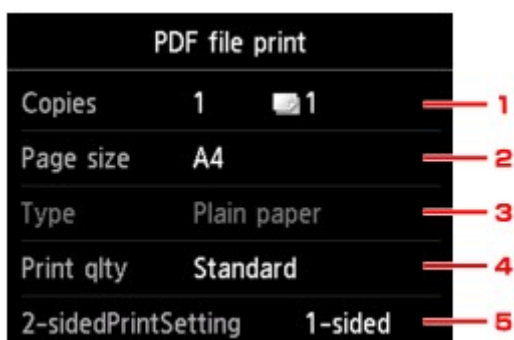 PDF file print
Copies 1 1 1
Page size A4 2
Type Plain paper 3
Print qlty Standard 4
2-sidedPrintSetting 1-sided 5